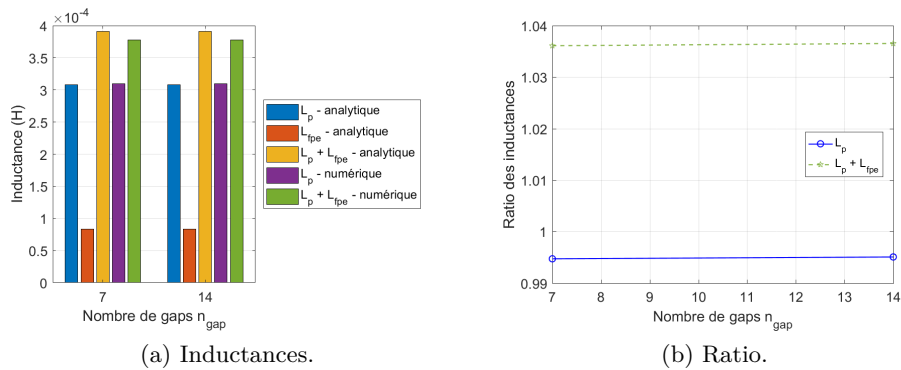 ×10⁻⁴
4
3.5
3
2.5
2
1.5
1
0.5
0
Inductance (H)
7
14
Nombre de gaps n_gap
L_p - analytique
L_fpe - analytique
L_p + L_fpe - analytique
L_p - numérique
L_p + L_fpe - numérique
(a) Inductances.
1.04
1.03
1.02
1.01
1
0.99
Ratio des inductances
7 8 9 10 11 12 13 14
Nombre de gaps n_gap
L_p
L_p + L_fpe
(b) Ratio.